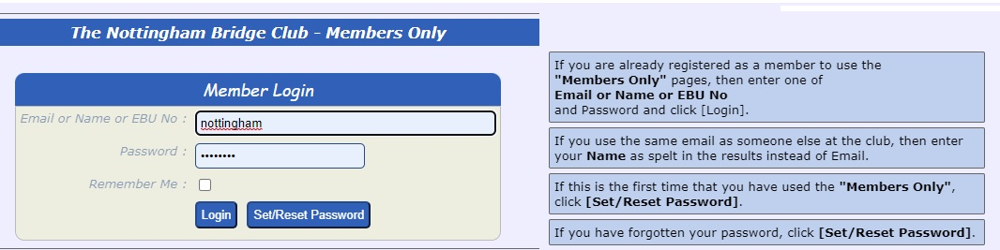 The Nottingham Bridge Club - Members Only
Member Login
Email or Name or EBU No : nottingham
Password : ••••••••
Remember Me :
Login Set/Reset Password
If you are already registered as a member to use the
"Members Only" pages, then enter one of
Email or Name or EBU No
and Password and click [Login].
If you use the same email as someone else at the club, then enter
your Name as spelt in the results instead of Email.
If this is the first time that you have used the "Members Only",
click [Set/Reset Password].
If you have forgotten your password, click [Set/Reset Password].